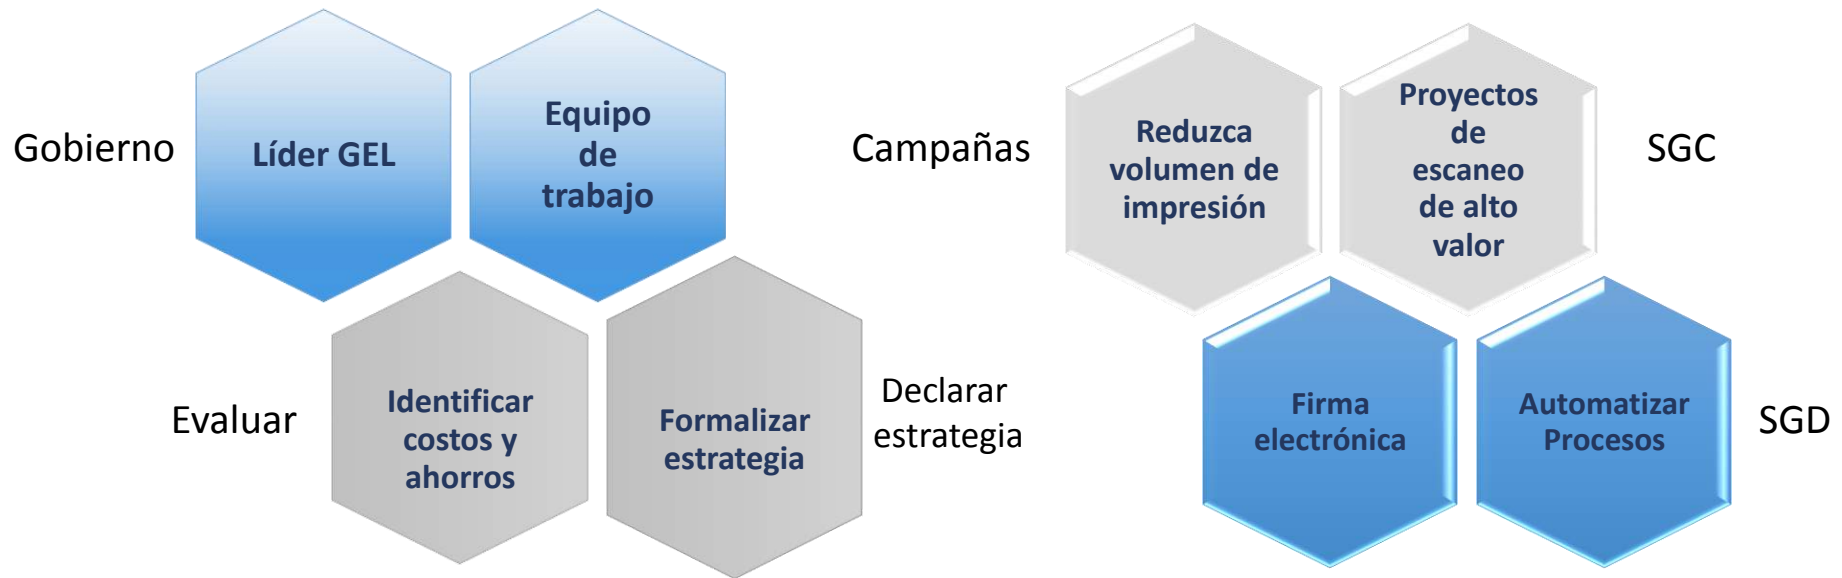 Gobierno
Líder GEL
Equipo
de
trabajo
Evaluar
Identificar
costos y
ahorros
Formalizar
estrategia
Declarar
estrategia
Campañas
Reduzca
volumen de
impresión
Proyectos
de
escaneo
de alto
valor
SGC
Firma
electrónica
Automatizar
Procesos
SGD